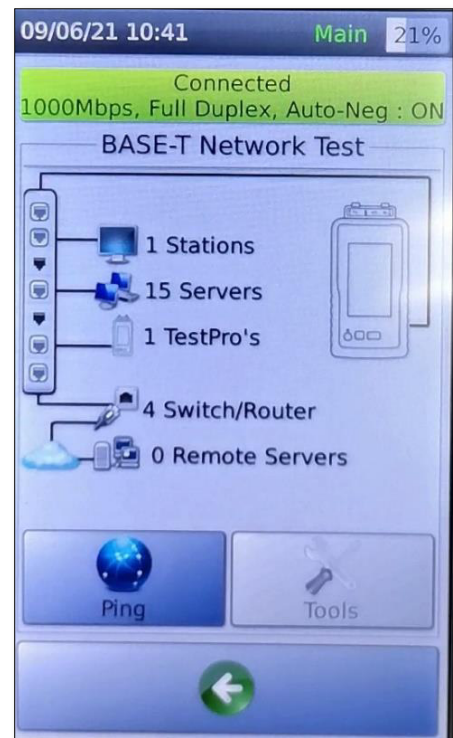 09/06/21 10:41 Main 21%
Connected
1000Mbps, Full Duplex, Auto-Neg : ON
BASE-T Network Test
1 Stations
15 Servers
1 TestPro's
4 Switch/Router
0 Remote Servers
Ping Tools